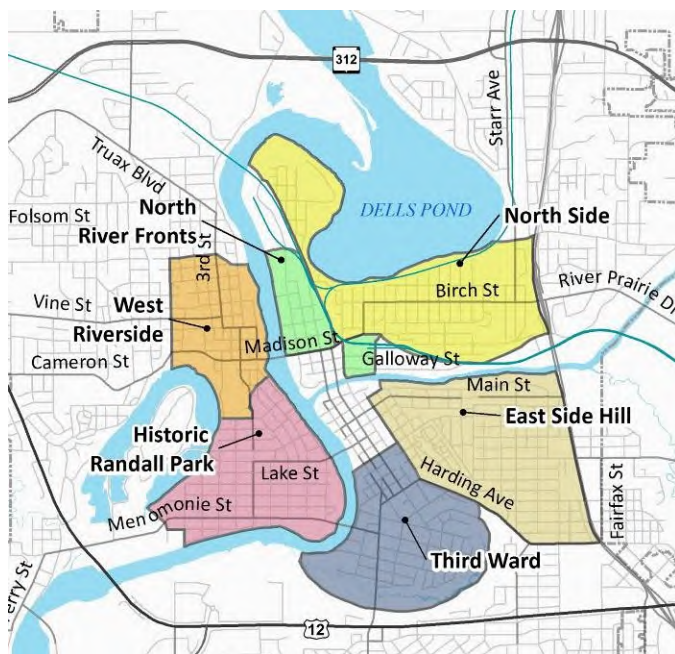 312
Starr Ave
Truax Blvd
Folsom St
North
River Fronts
3rd St
DELLS POND
North Side
River Prairie Dr
Birch St
Vine St
West
Riverside
Madison St
Cameron St
Galloway St
Main St
East Side Hill
Historic
Randall Park
Lake St
Harding Ave
Menomonie St
Fairfax St
Third Ward
12